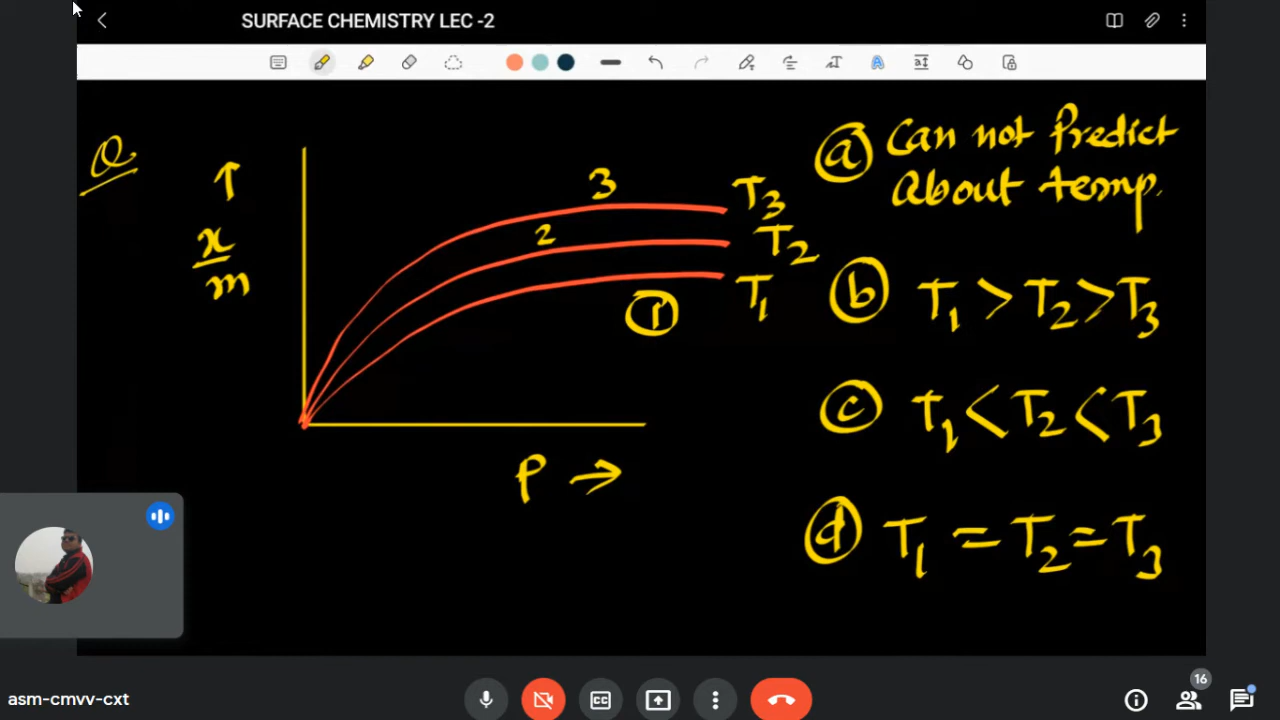 SURFACE CHEMISTRY LEC -2
Q
↑
x/m
3
2
①
T3
T2
T1
P →
ⓐ Can not Predict
About temp.
ⓑ T1 > T2 > T3
ⓒ T1 < T2 < T3
ⓓ T1 = T2 = T3
asm-cmvv-cxt
CC
16